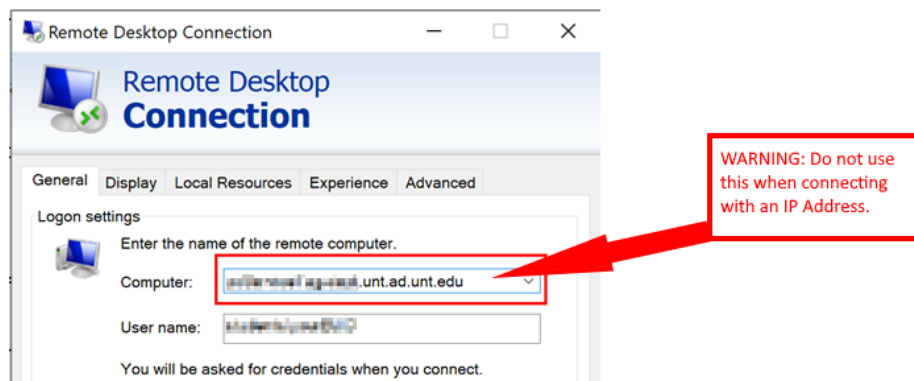 Remote Desktop Connection
Remote Desktop
Connection
General Display Local Resources Experience Advanced
Logon settings
Enter the name of the remote computer.
Computer: .unt.ad.unt.edu
User name:
You will be asked for credentials when you connect.
WARNING: Do not use
this when connecting
with an IP Address.